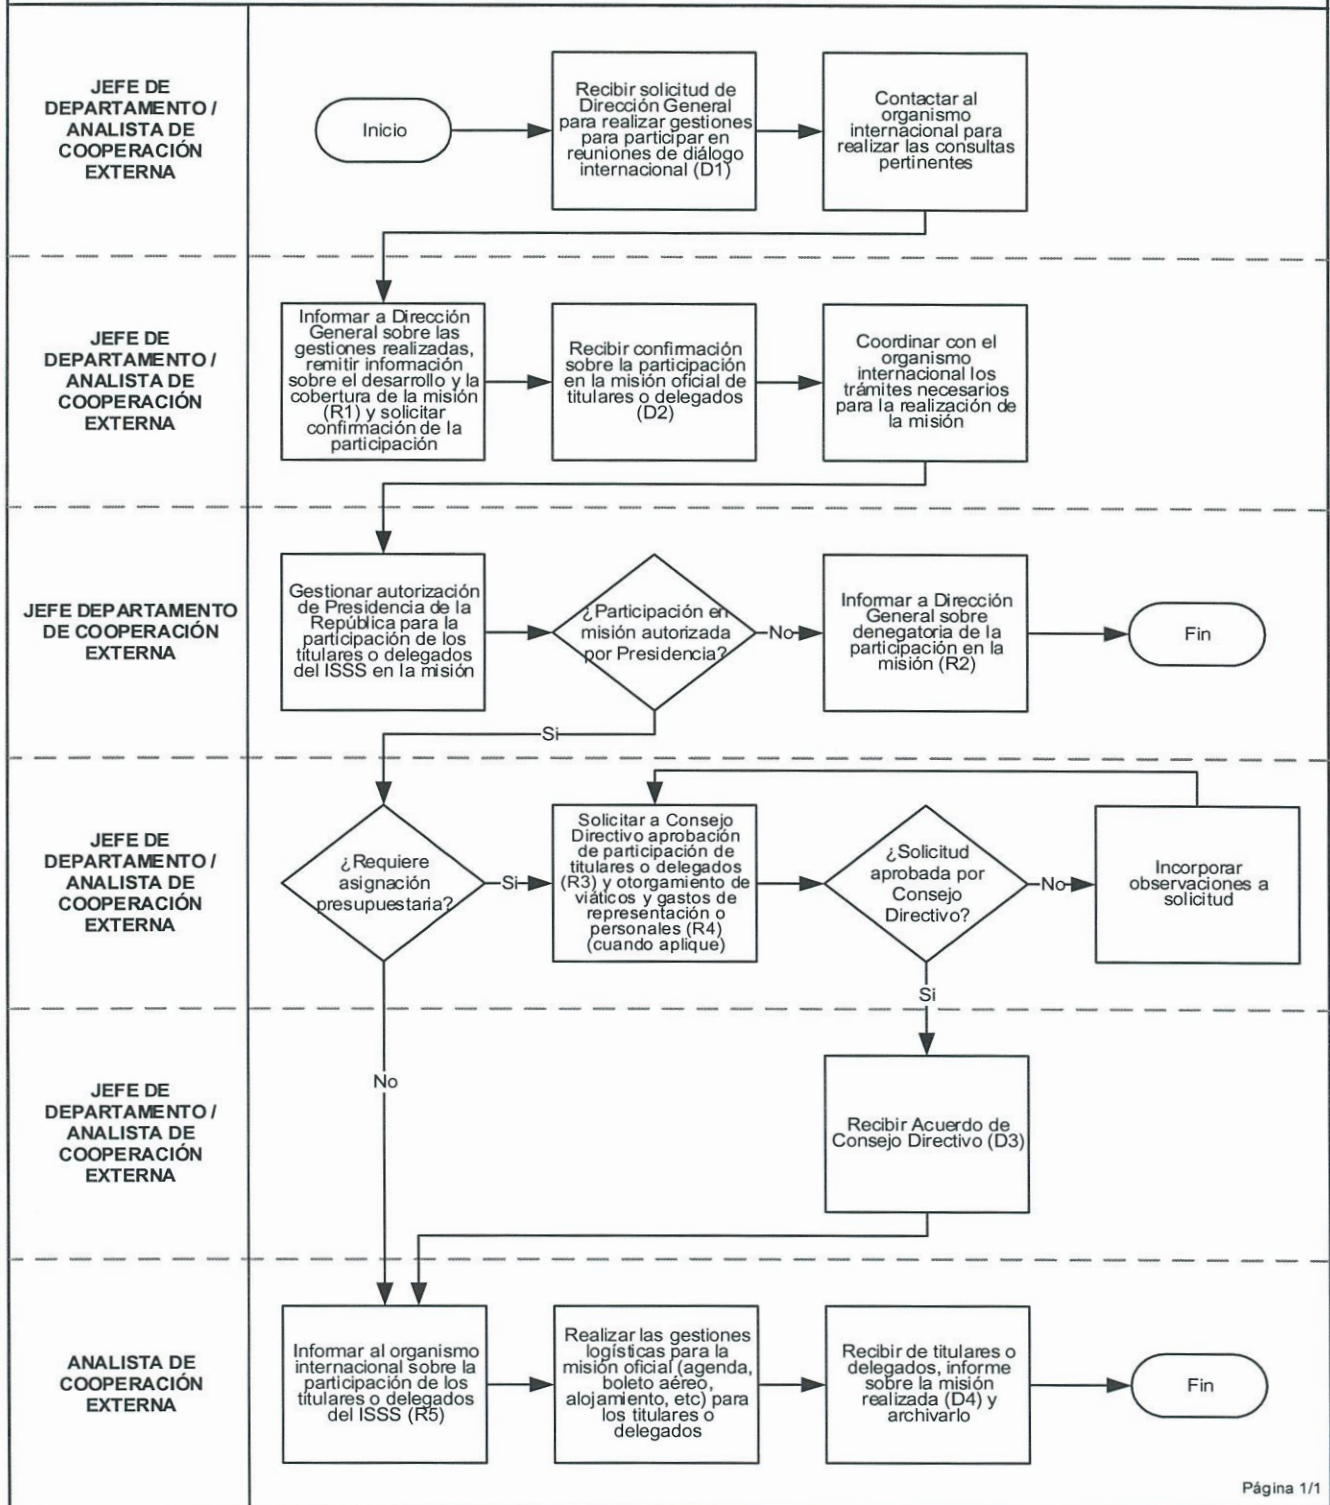 JEFE DE
DEPARTAMENTO /
ANALISTA DE
COOPERACIÓN
EXTERNA
Inicio
Recibir solicitud de
Dirección General
para realizar gestiones
para participar en
reuniones de diálogo
internacional (D1)
Contactar al
organismo
internacional para
realizar las consultas
pertinentes
JEFE DE
DEPARTAMENTO /
ANALISTA DE
COOPERACIÓN
EXTERNA
Informar a Dirección
General sobre las
gestiones realizadas,
remitir información
sobre el desarrollo y la
cobertura de la misión
(R1) y solicitar
confirmación de la
participación
Recibir confirmación
sobre la participación
en la misión oficial de
titulares o delegados
(D2)
Coordinar con el
organismo
internacional los
trámites necesarios
para la realización de
la misión
JEFE DEPARTAMENTO
DE COOPERACIÓN
EXTERNA
Gestionar autorización
de Presidencia de la
República para la
participación de los
titulares o delegados
del ISSS en la misión
¿Participación en
misión autorizada
por Presidencia?
No
Informar a Dirección
General sobre
denegatoria de la
participación en la
misión (R2)
Fin
Si
JEFE DE
DEPARTAMENTO /
ANALISTA DE
COOPERACIÓN
EXTERNA
¿Requiere
asignación
presupuestaria?
Si
Solicitar a Consejo
Directivo aprobación
de participación de
titulares o delegados
(R3) y otorgamiento de
viáticos y gastos de
representación o
personales (R4)
(cuando aplique)
¿Solicitud
aprobada por
Consejo
Directivo?
No
Incorporar
observaciones a
solicitud
Si
JEFE DE
DEPARTAMENTO /
ANALISTA DE
COOPERACIÓN
EXTERNA
No
Recibir Acuerdo de
Consejo Directivo (D3)
ANALISTA DE
COOPERACIÓN
EXTERNA
Informar al organismo
internacional sobre la
participación de los
titulares o delegados
del ISSS (R5)
Realizar las gestiones
logísticas para la
misión oficial (agenda,
boleto aéreo,
alojamiento, etc) para
los titulares o
delegados
Recibir de titulares o
delegados, informe
sobre la misión
realizada (D4) y
archivarlo
Fin
Página 1/1